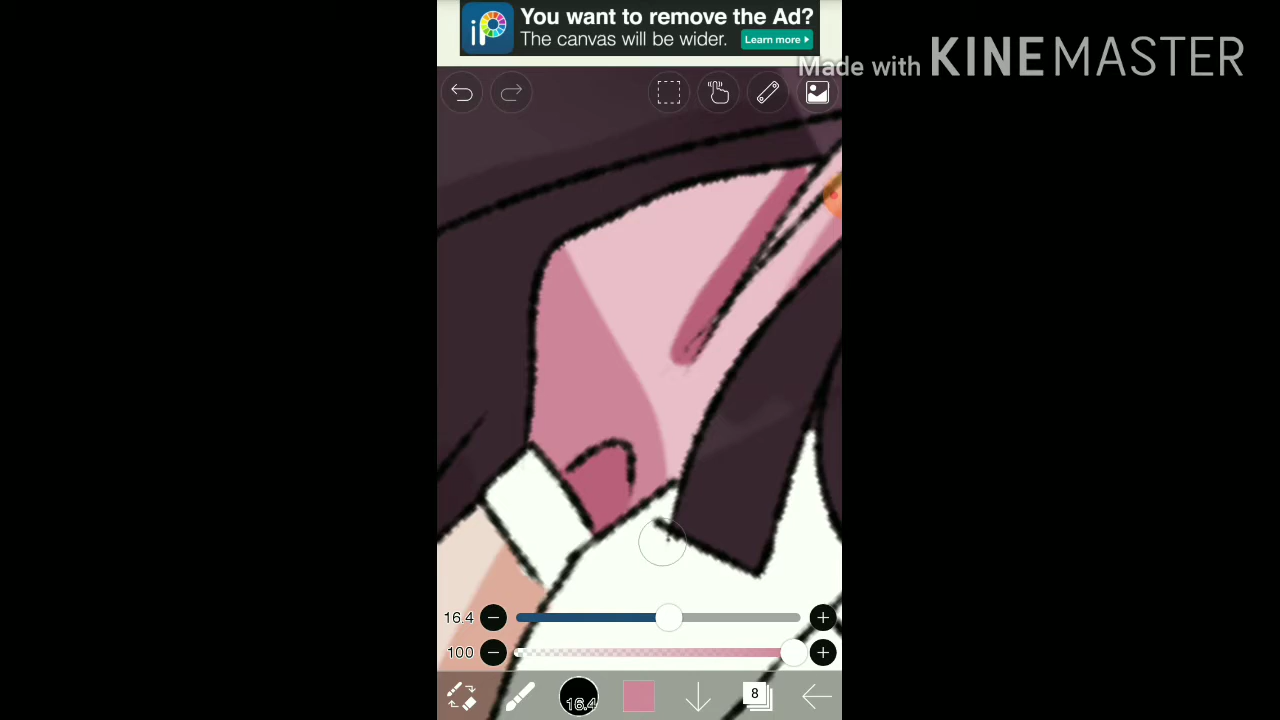 You want to remove the Ad?
The canvas will be wider.
Learn more
iP
Made with KINEMASTER
16.4
100
16.4
8